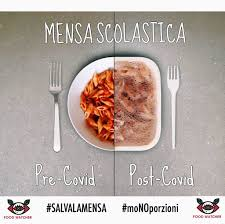 MENSA SCOLASTICA
Pre-Covid
Post-Covid
FOOD WATCHER
#SALVALAMENSA
#moNOporzioni
FOOD WATCHER